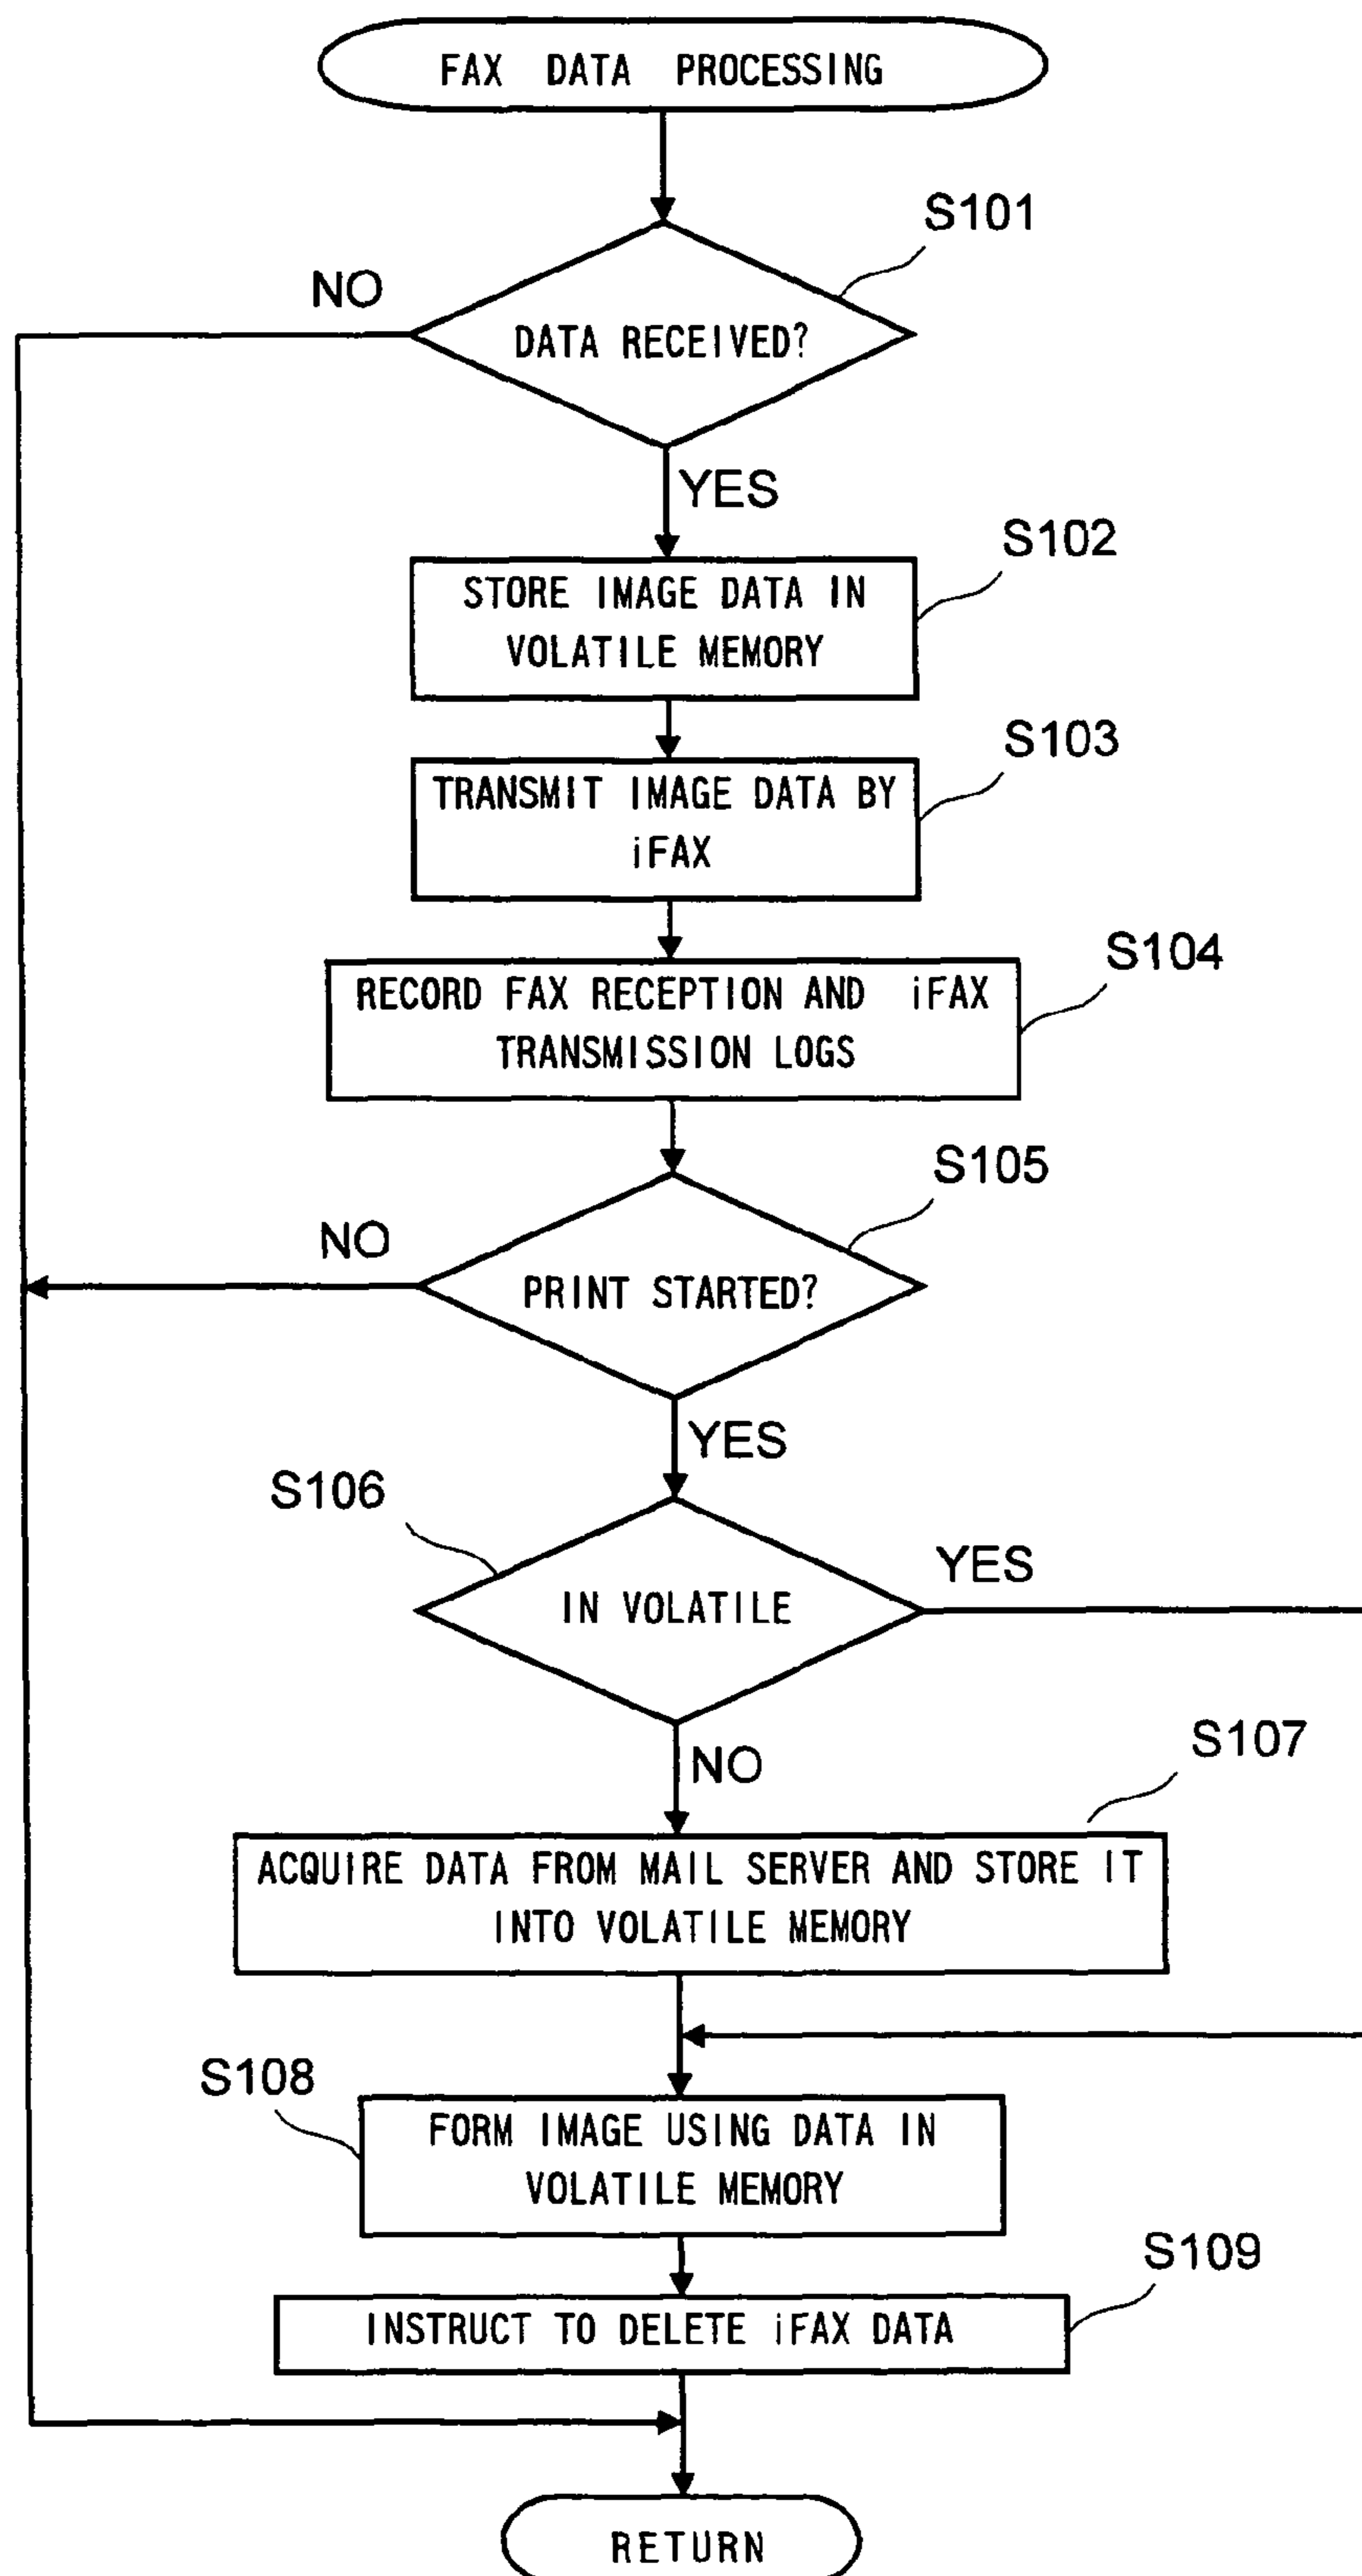 FAX DATA PROCESSING
S101
NO
DATA RECEIVED?
YES
S102
STORE IMAGE DATA IN
VOLATILE MEMORY
S103
TRANSMIT IMAGE DATA BY
iFAX
S104
RECORD FAX RECEPTION AND iFAX
TRANSMISSION LOGS
S105
NO
PRINT STARTED?
YES
S106
YES
IN VOLATILE
S107
NO
ACQUIRE DATA FROM MAIL SERVER AND STORE IT
INTO VOLATILE MEMORY
S108
FORM IMAGE USING DATA IN
VOLATILE MEMORY
S109
INSTRUCT TO DELETE iFAX DATA
RETURN